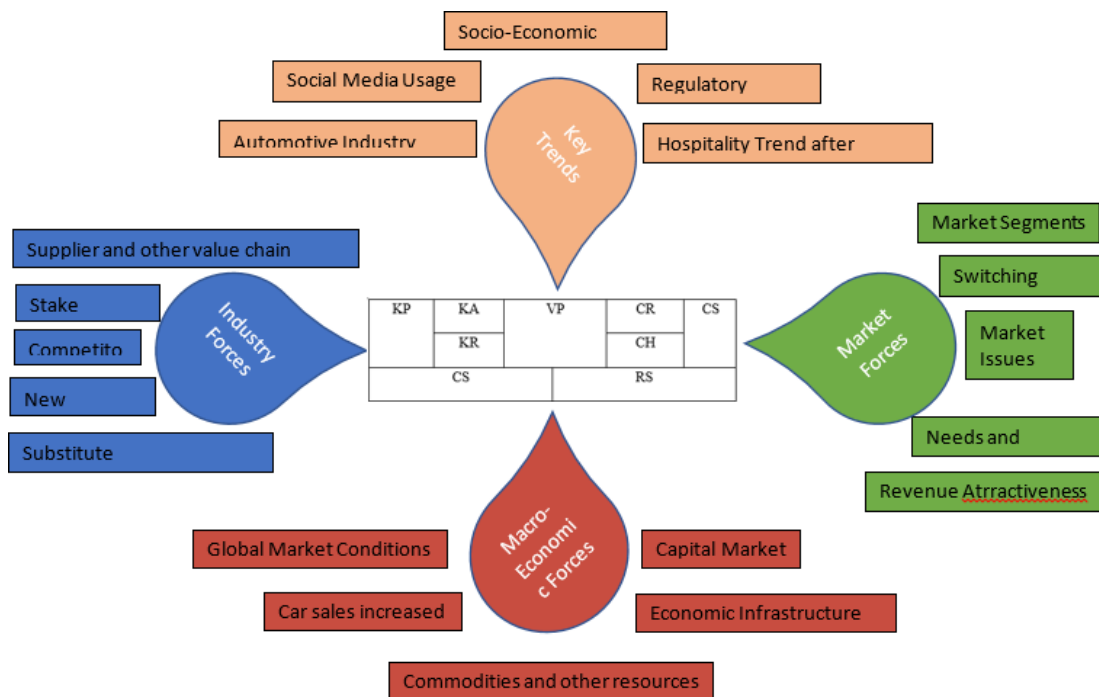 Socio-Economic
Social Media Usage
Regulatory
Automotive Industry
Hospitality Trend after
Key
Trends
Supplier and other value chain
Stake
Competito
New
Substitute
Industry
Forces
KP
KA
VP
CR
CS
KR
CH
CS
RS
Market Segments
Switching
Market
Issues
Needs and
Revenue Atrractiveness
Market
Forces
Macro-
Economi
c Forces
Global Market Conditions
Capital Market
Car sales increased
Economic Infrastructure
Commodities and other resources